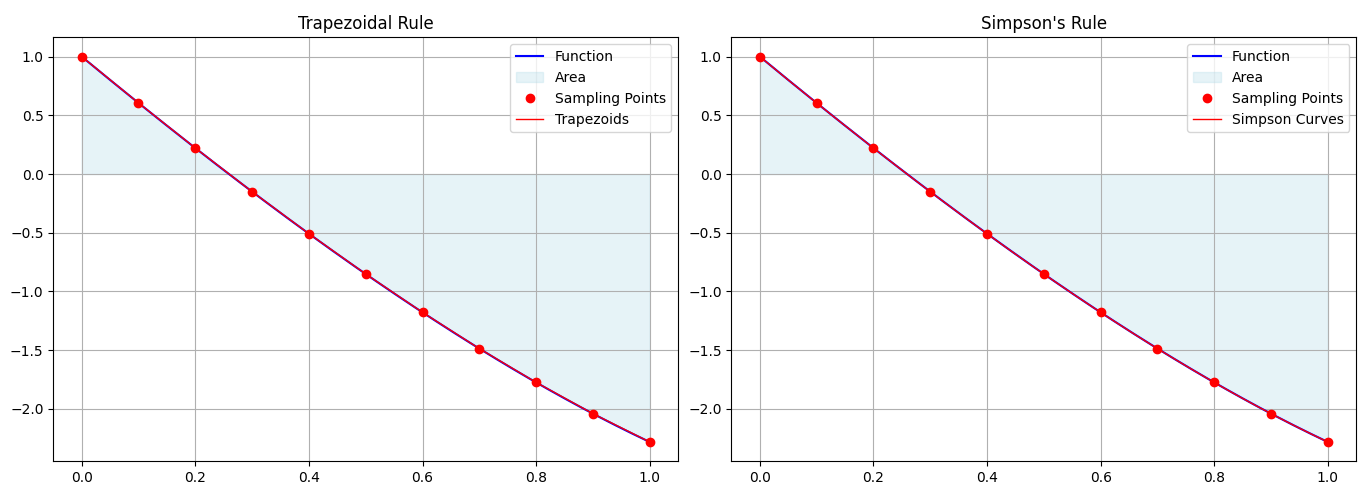 Trapezoidal Rule
1.0
0.5
0.0
−0.5
−1.0
−1.5
−2.0
0.0 0.2 0.4 0.6 0.8 1.0
Function
Area
Sampling Points
Trapezoids
Simpson's Rule
1.0
0.5
0.0
−0.5
−1.0
−1.5
−2.0
0.0 0.2 0.4 0.6 0.8 1.0
Function
Area
Sampling Points
Simpson Curves